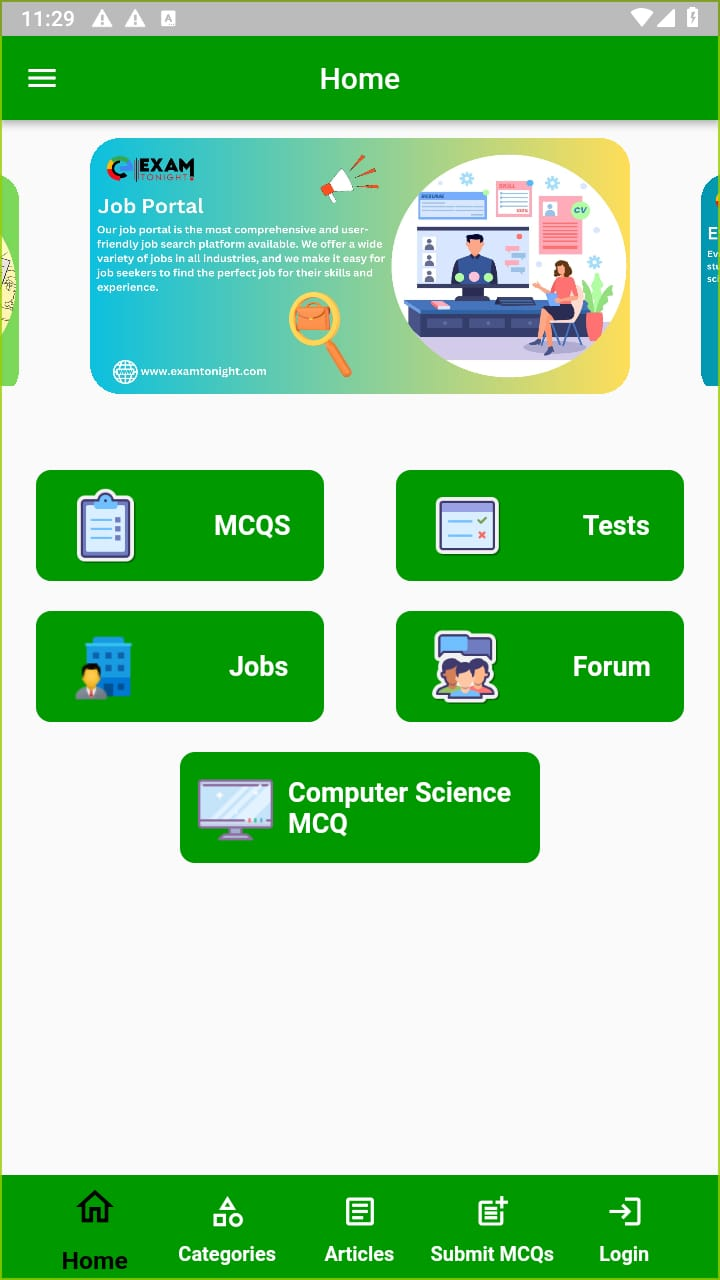 11:29
Home
EXAM
TONIGHT
Job Portal
Our job portal is the most comprehensive and user-
friendly job search platform available. We offer a wide
variety of jobs in all industries, and we make it easy for
job seekers to find the perfect job for their skills and
experience.
www.examtonight.com
RESUME
SKILL
CV
MCQS
Tests
Jobs
Forum
Computer Science
MCQ
Home
Categories
Articles
Submit MCQs
Login